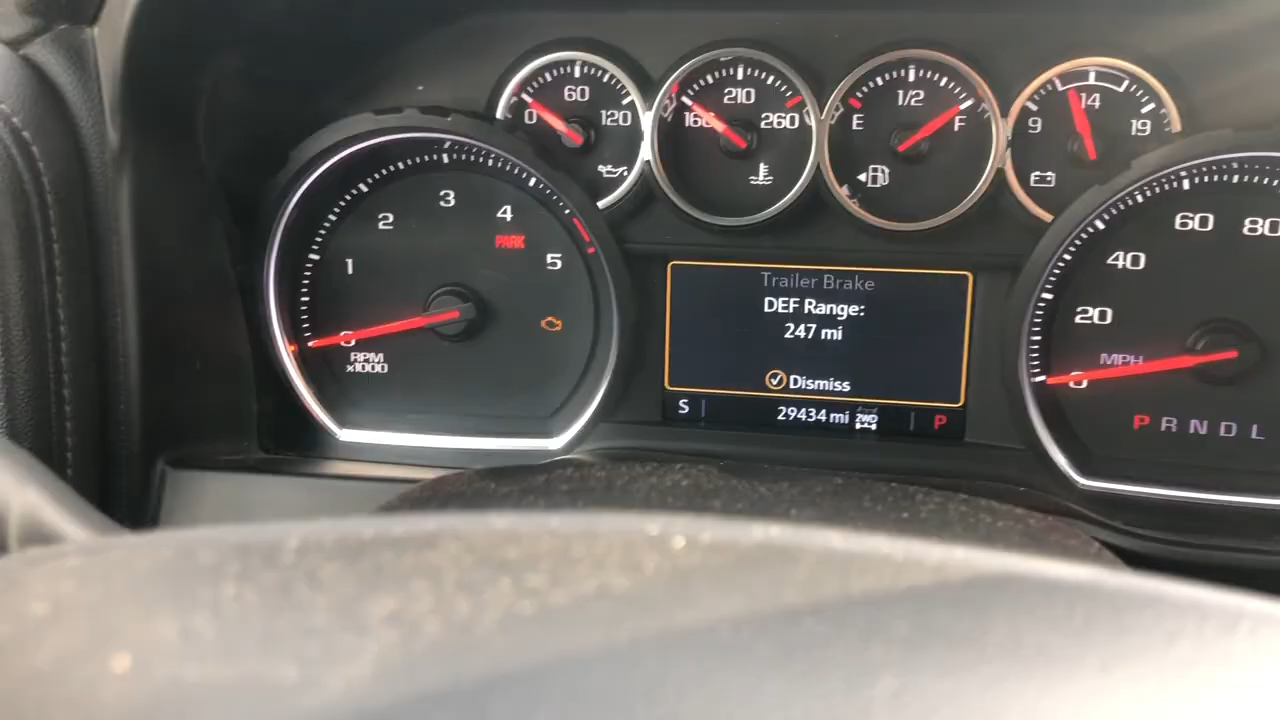 0 60 120
160 210 260
E 1/2 F
9 14 19
0 1 2 3 4 5
PARK
RPM
x1000
Trailer Brake
DEF Range:
247 mi
Dismiss
S 29434 mi 2WD P
0 20 40 60 80
MPH
P R N D L